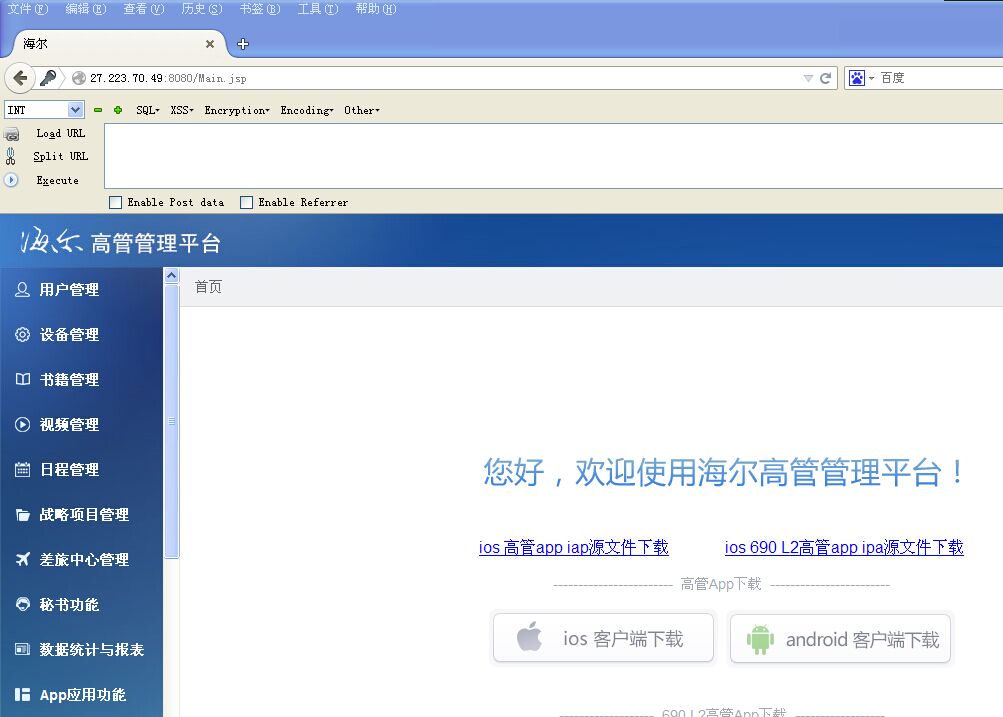 文件(F) 编辑(E) 查看(V) 历史(S) 书签(B) 工具(T) 帮助(H)
海尔
27.223.70.49:8080/Main.jsp 百度
INT SQL XSS Encryption Encoding Other
Load URL
Split URL
Execute
Enable Post data Enable Referrer
海尔 高管管理平台
用户管理
首页
设备管理
书籍管理
视频管理
日程管理
战略项目管理
差旅中心管理
秘书功能
数据统计与报表
App应用功能
您好，欢迎使用海尔高管管理平台！
ios 高管app iap源文件下载 ios 690 L2高管app ipa源文件下载
------------------------ 高管App下载 ------------------------
ios 客户端下载 android 客户端下载
------------------- 690 L2高管App下载 ------------------